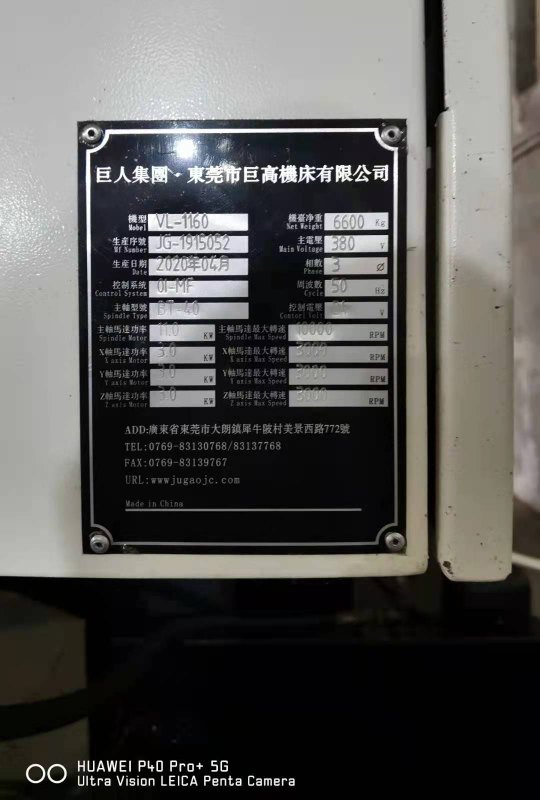 巨人集團·東莞市巨高機床有限公司
機型 Mobel VL-1160 機臺净重 Net Weight 6600 Kg
生産序號 Mf Number JG-1915052 主電壓 Main Voltage 380 V
生産日期 Date 2020年04月 相數 Phase 3 Ø
控制系統 Control System OI-MF 周波數 Cycle 50 Hz
主軸型號 Spindle Type BT-40 控制電壓 Contorl Volt 24 V
主軸馬達功率 Spindle Motor 11.0 KW 主軸馬達最大轉速 Spindle Max Speed 10000 RPM
X軸馬達功率 X axis Motor 3.0 KW X軸馬達最大轉速 X axis Max Speed 3000 RPM
Y軸馬達功率 Y axis Motor 3.0 KW Y軸馬達最大轉速 Y axis Max Speed 3000 RPM
Z軸馬達功率 Z axis Motor 3.0 KW Z軸馬達最大轉速 Z axis Max Speed 3000 RPM
ADD:廣東省東莞市大朗鎮犀牛陂村美景西路772號
TEL:0769-83130768/83137768
FAX:0769-83139767
URL:www.jugaojc.com
Made in China
HUAWEI P40 Pro+ 5G
Ultra Vision LEICA Penta Camera